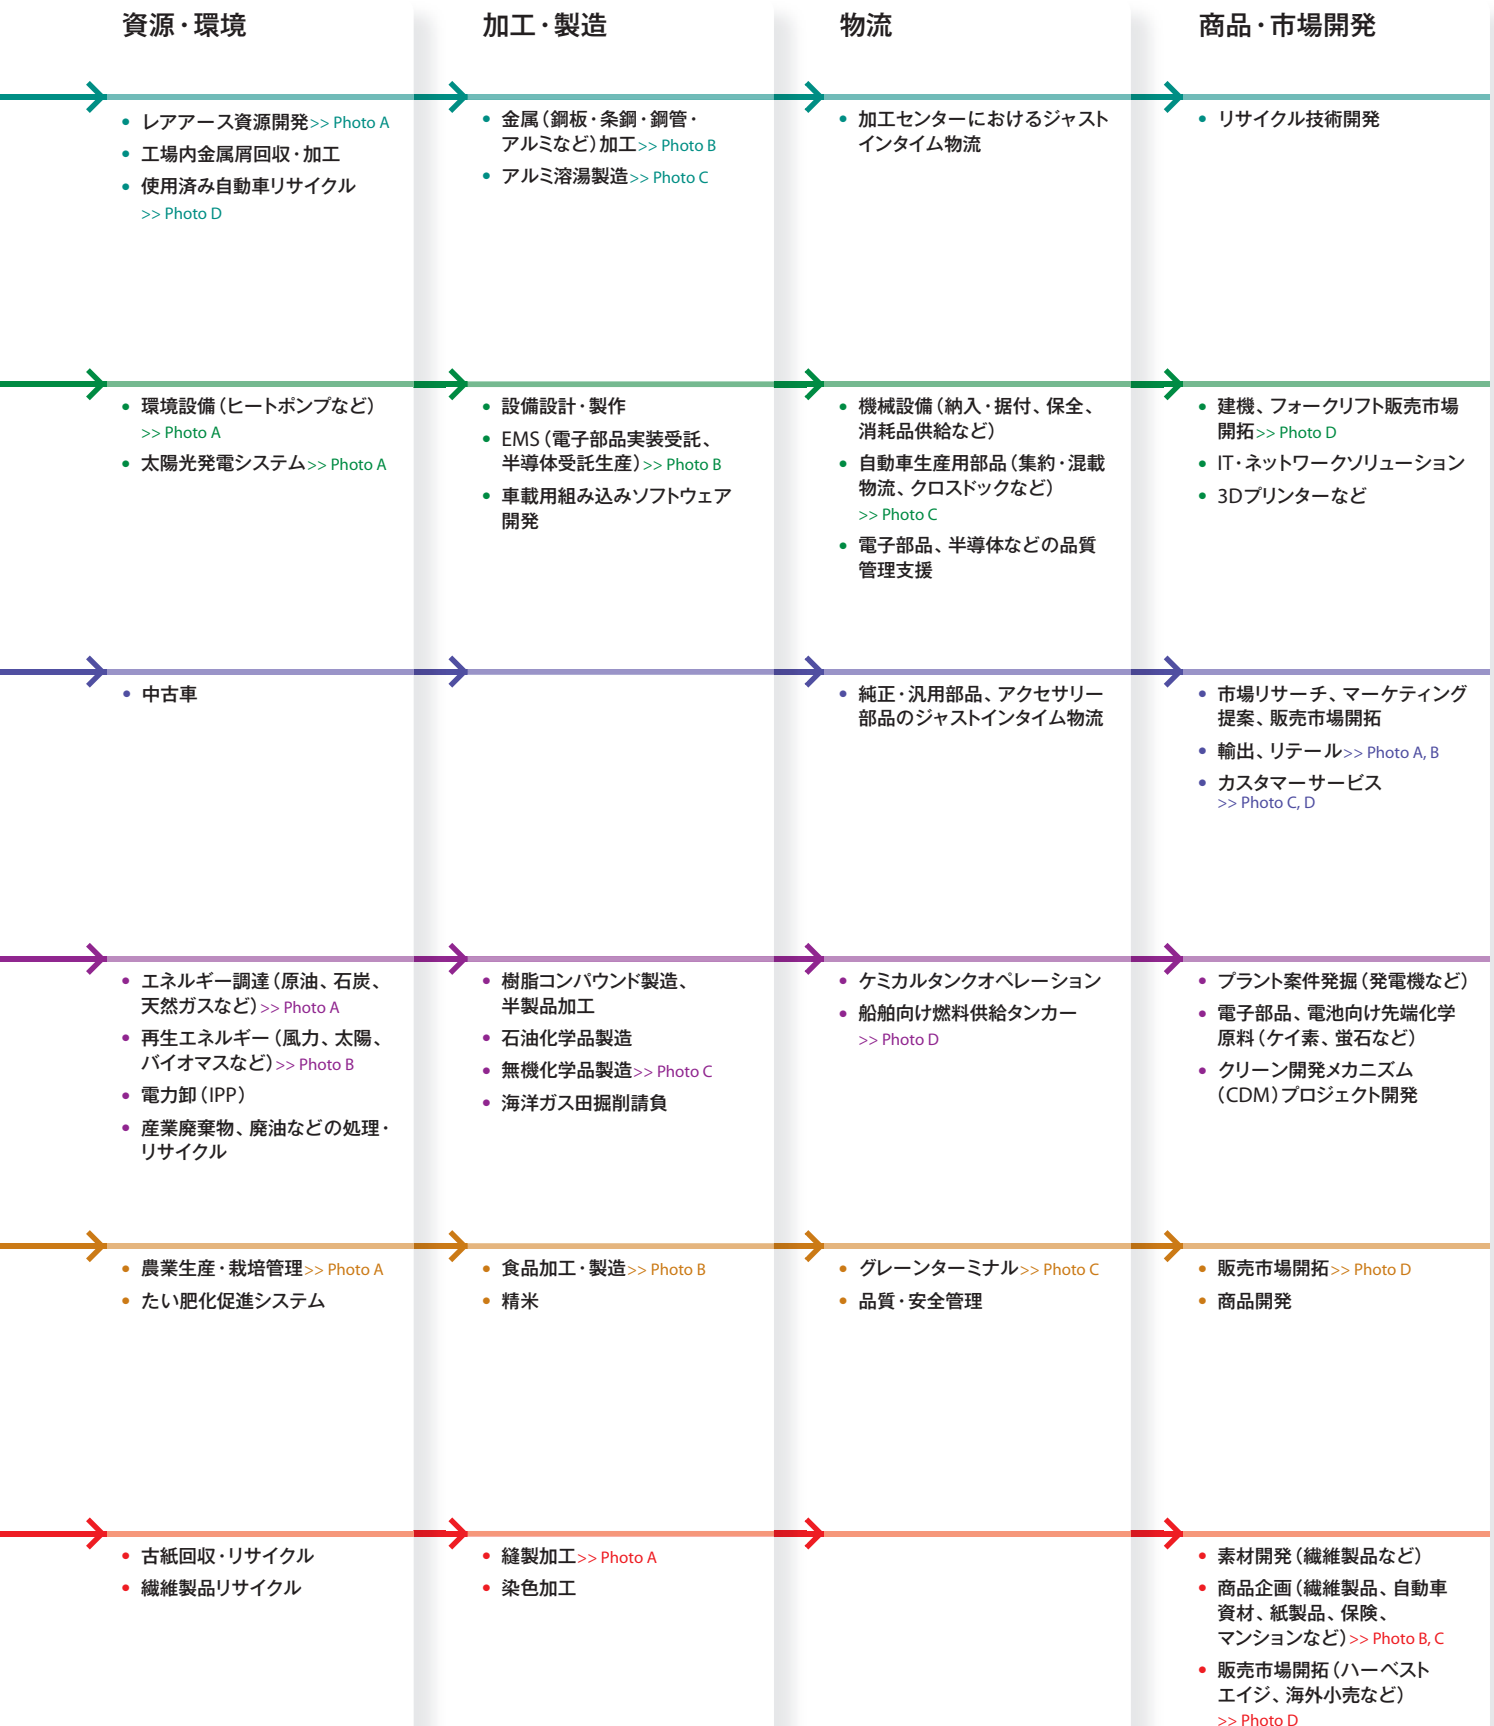 資源・環境
加工・製造
物流
商品・市場開発
• レアアース資源開発>> Photo A
• 工場内金属屑回収・加工
• 使用済み自動車リサイクル
>> Photo D
• 金属（鋼板・条鋼・鋼管・
アルミなど）加工>> Photo B
• アルミ溶湯製造>> Photo C
• 加工センターにおけるジャスト
インタイム物流
• リサイクル技術開発
• 環境設備（ヒートポンプなど）
>> Photo A
• 太陽光発電システム>> Photo A
• 設備設計・製作
• EMS（電子部品実装受託、
半導体受託生産）>> Photo B
• 車載用組み込みソフトウェア
開発
• 機械設備（納入・据付、保全、
消耗品供給など）
• 自動車生産用部品（集約・混載
物流、クロスドックなど）
>> Photo C
• 電子部品、半導体などの品質
管理支援
• 建機、フォークリフト販売市場
開拓>> Photo D
• IT・ネットワークソリューション
• 3Dプリンターなど
• 中古車
• 純正・汎用部品、アクセサリー
部品のジャストインタイム物流
• 市場リサーチ、マーケティング
提案、販売市場開拓
• 輸出、リテール>> Photo A, B
• カスタマーサービス
>> Photo C, D
• エネルギー調達（原油、石炭、
天然ガスなど）>> Photo A
• 再生エネルギー（風力、太陽、
バイオマスなど）>> Photo B
• 電力卸（IPP）
• 産業廃棄物、廃油などの処理・
リサイクル
• 樹脂コンパウンド製造、
半製品加工
• 石油化学品製造
• 無機化学品製造>> Photo C
• 海洋ガス田掘削請負
• ケミカルタンクオペレーション
• 船舶向け燃料供給タンカー
>> Photo D
• プラント案件発掘（発電機など）
• 電子部品、電池向け先端化学
原料（ケイ素、蛍石など）
• クリーン開発メカニズム
（CDM）プロジェクト開発
• 農業生産・栽培管理>> Photo A
• たい肥化促進システム
• 食品加工・製造>> Photo B
• 精米
• グレーンターミナル>> Photo C
• 品質・安全管理
• 販売市場開拓>> Photo D
• 商品開発
• 古紙回収・リサイクル
• 繊維製品リサイクル
• 縫製加工>> Photo A
• 染色加工
• 素材開発（繊維製品など）
• 商品企画（繊維製品、自動車
資材、紙製品、保険、
マンションなど）>> Photo B, C
• 販売市場開拓（ハーベスト
エイジ、海外小売など）
>> Photo D